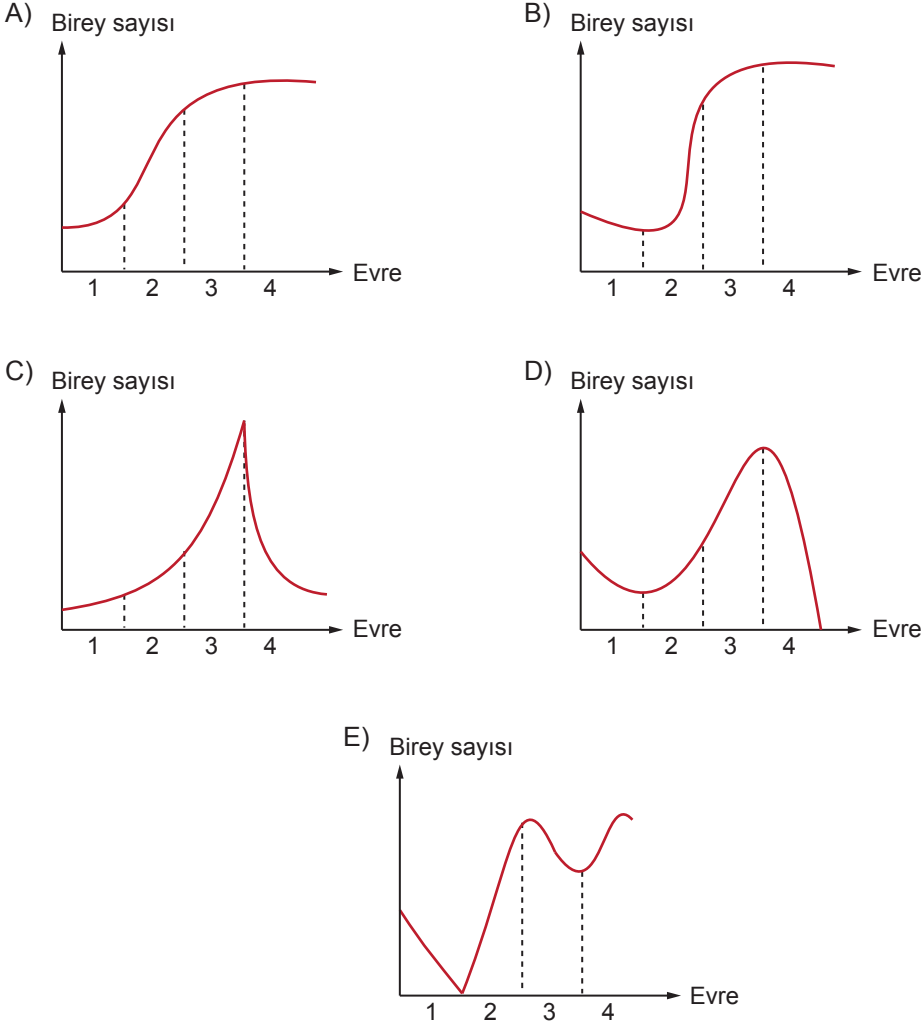 A) Birey sayısı
Evre
1 2 3 4
B) Birey sayısı
Evre
1 2 3 4
C) Birey sayısı
Evre
1 2 3 4
D) Birey sayısı
Evre
1 2 3 4
E) Birey sayısı
Evre
1 2 3 4